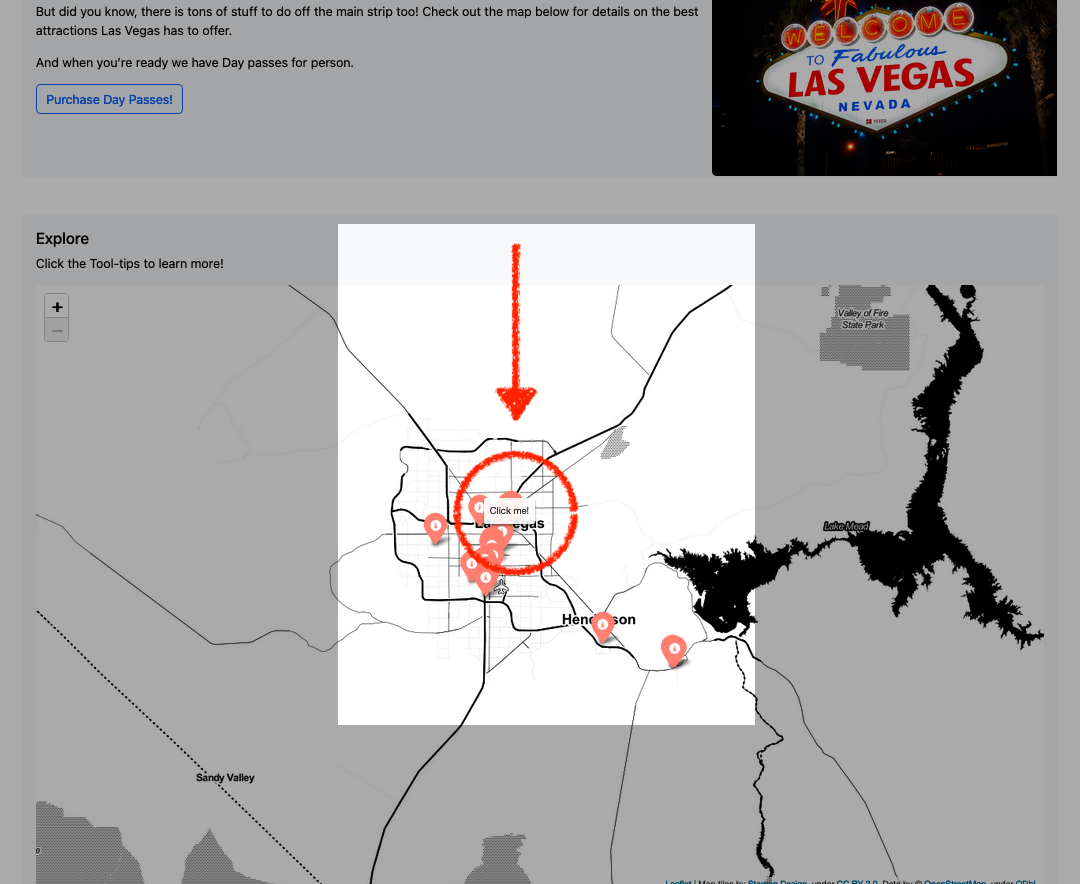 But did you know, there is tons of stuff to do off the main strip too! Check out the map below for details on the best
attractions Las Vegas has to offer.
And when you're ready we have Day passes for person.
Purchase Day Passes!
WELCOME
TO Fabulous
LAS VEGAS
NEVADA
Explore
Click the Tool-tips to learn more!
+
−
Valley of Fire
State Park
Click me!
Las Vegas
Lake Mead
Henderson
Sandy Valley
Leaflet | Map tiles by Stamen Design, under CC BY 3.0. Data by © OpenStreetMap, under ODbL